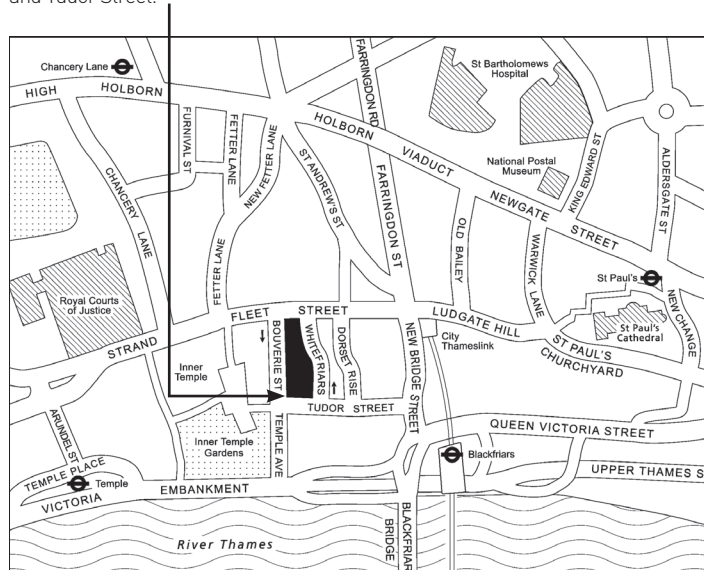 and Tudor Street.
Chancery Lane
HIGH HOLBORN
FARRINGDON RD
St Bartholomews
Hospital
FURNIVAL ST
FETTER LANE
NEW FETTER LANE
HOLBORN VIADUCT
National Postal
Museum
KING EDWARD ST
ALDERSGATE ST
CHANCERY LANE
ST ANDREW'S ST
FARRINGDON ST
NEWGATE STREET
OLD BAILEY
WARWICK LANE
FETTER LANE
St Paul's
Royal Courts
of Justice
FLEET STREET
LUDGATE HILL
NEW CHANGE
St Paul's
Cathedral
STRAND
BOUVERIE ST
WHITEFRIARS
DORSET RISE
NEW BRIDGE STREET
City
Thameslink
ST PAUL'S
CHURCHYARD
Inner
Temple
TUDOR STREET
ARUNDEL ST
Inner Temple
Gardens
TEMPLE AVE
QUEEN VICTORIA STREET
TEMPLE PLACE
Temple
Blackfriars
UPPER THAMES S
VICTORIA EMBANKMENT
BLACKFRIAR
BRIDGE
River Thames